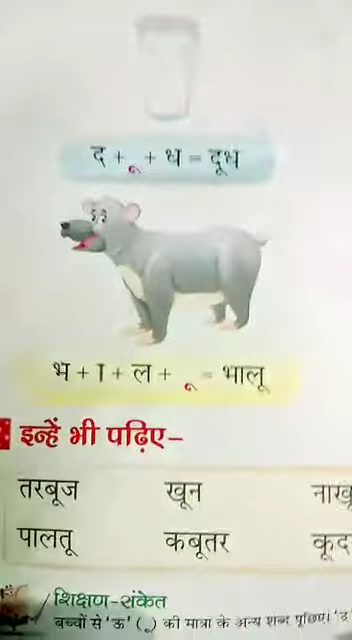 द + ू + ध = दूध
भ + ा + ल + ू = भालू
इन्हें भी पढ़िए–
तरबूज खून
पालतू कबूतर
शिक्षण-संकेत
बच्चों से 'ऊ' (ू) की मात्रा के अन्य शब्द पूछिए।